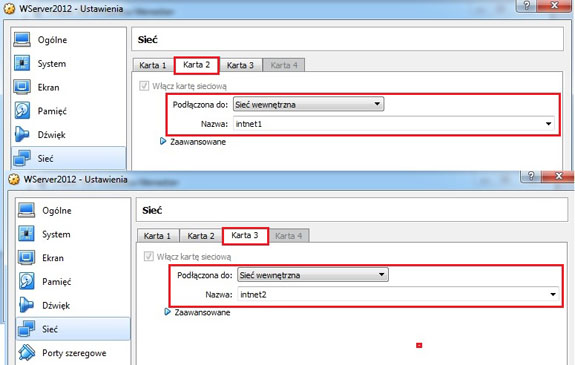 WServer2012 - Ustawienia
?
Ogólne
System
Ekran
Pamięć
Dźwięk
Sieć
Sieć
Karta 1 Karta 2 Karta 3 Karta 4
Włącz kartę sieciową
Podłączona do: Sieć wewnętrzna
Nazwa: intnet1
Zaawansowane
WServer2012 - Ustawienia
?
Ogólne
System
Ekran
Pamięć
Dźwięk
Sieć
Porty szeregowe
Sieć
Karta 1 Karta 2 Karta 3 Karta 4
Włącz kartę sieciową
Podłączona do: Sieć wewnętrzna
Nazwa: intnet2
Zaawansowane